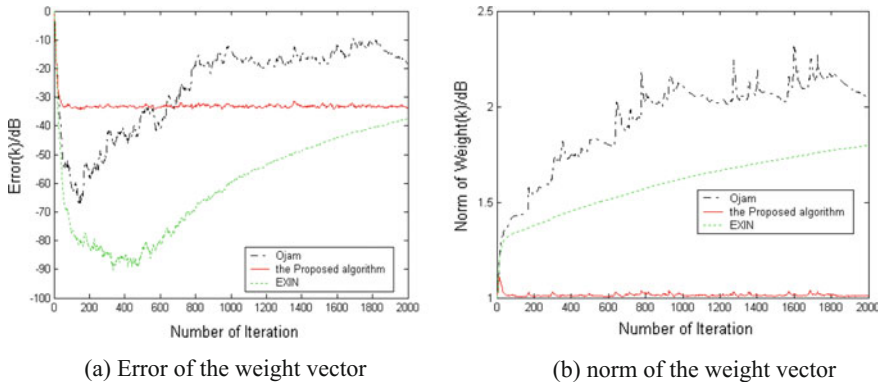 0
-10
-20
-30
-40
-50
-60
-70
-80
-90
-100
Error(k)/dB
0 200 400 600 800 1000 1200 1400 1600 1800 2000
Number of Iteration
Ojam
the Proposed algorithm
EXIN
(a) Error of the weight vector
2.5
2
1.5
1
Norm of Weight(k)/dB
0 200 400 600 800 1000 1200 1400 1600 1800 2000
Number of Iteration
Ojam
the Proposed algorithm
EXIN
(b) norm of the weight vector